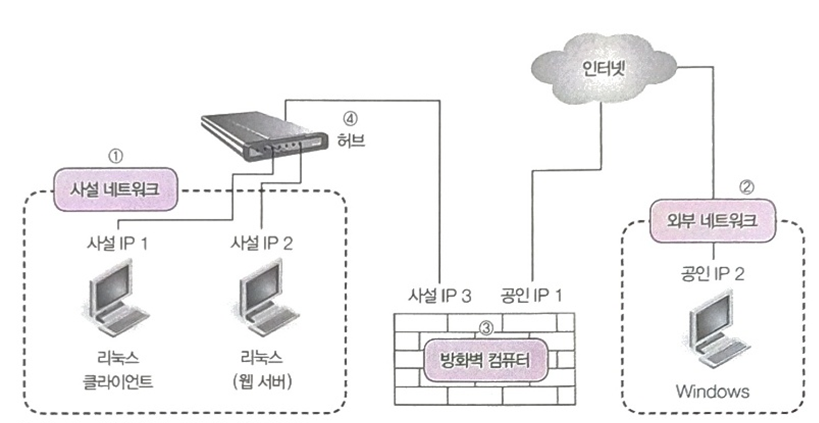 인터넷
④
허브
①
사설 네트워크
②
외부 네트워크
사설 IP 1
사설 IP 2
공인 IP 2
사설 IP 3
공인 IP 1
③
방화벽 컴퓨터
리눅스
클라이언트
리눅스
(웹 서버)
Windows